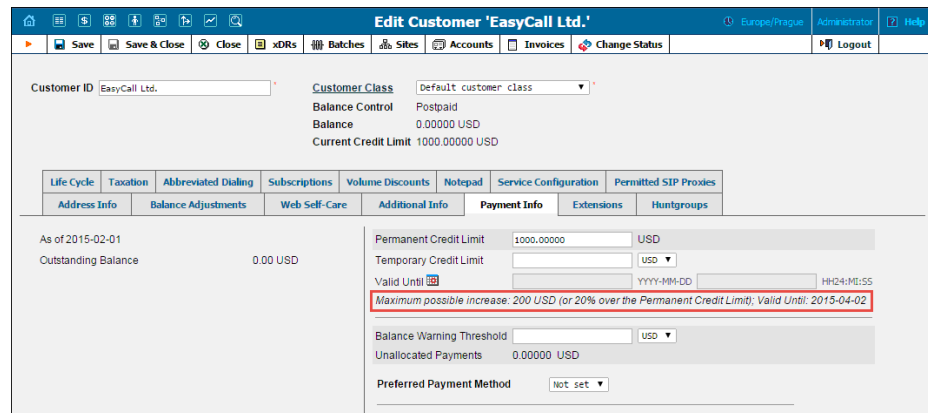 Edit Customer 'EasyCall Ltd.' Europe/Prague Administrator ? Help
Save Save & Close Close xDRs Batches Sites Accounts Invoices Change Status Logout
Customer ID EasyCall Ltd. * Customer Class Default customer class *
Balance Control Postpaid
Balance 0.00000 USD
Current Credit Limit 1000.00000 USD
Life Cycle Taxation Abbreviated Dialing Subscriptions Volume Discounts Notepad Service Configuration Permitted SIP Proxies
Address Info Balance Adjustments Web Self-Care Additional Info Payment Info Extensions Huntgroups
As of 2015-02-01 Permanent Credit Limit 1000.00000 USD
Outstanding Balance 0.00 USD Temporary Credit Limit USD
Valid Until YYYY-MM-DD HH24:MI:SS
Maximum possible increase: 200 USD (or 20% over the Permanent Credit Limit); Valid Until: 2015-04-02
Balance Warning Threshold USD
Unallocated Payments 0.00000 USD
Preferred Payment Method Not set